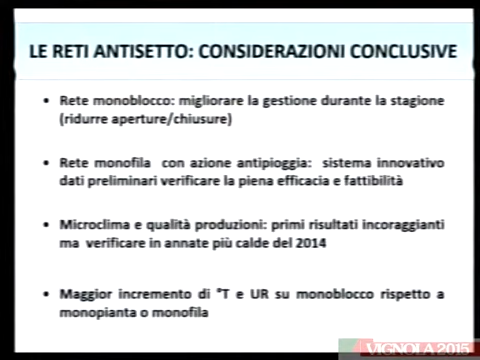 LE RETI ANTISETTO: CONSIDERAZIONI CONCLUSIVE
• Rete monoblocco: migliorare la gestione durante la stagione
(ridurre aperture/chiusure)
• Rete monofila con azione antipioggia: sistema innovativo
dati preliminari verificare la piena efficacia e fattibilità
• Microclima e qualità produzioni: primi risultati incoraggianti
ma verificare in annate più calde del 2014
• Maggior incremento di °T e UR su monoblocco rispetto a
monopianta o monofila
VIGNOLA 2015